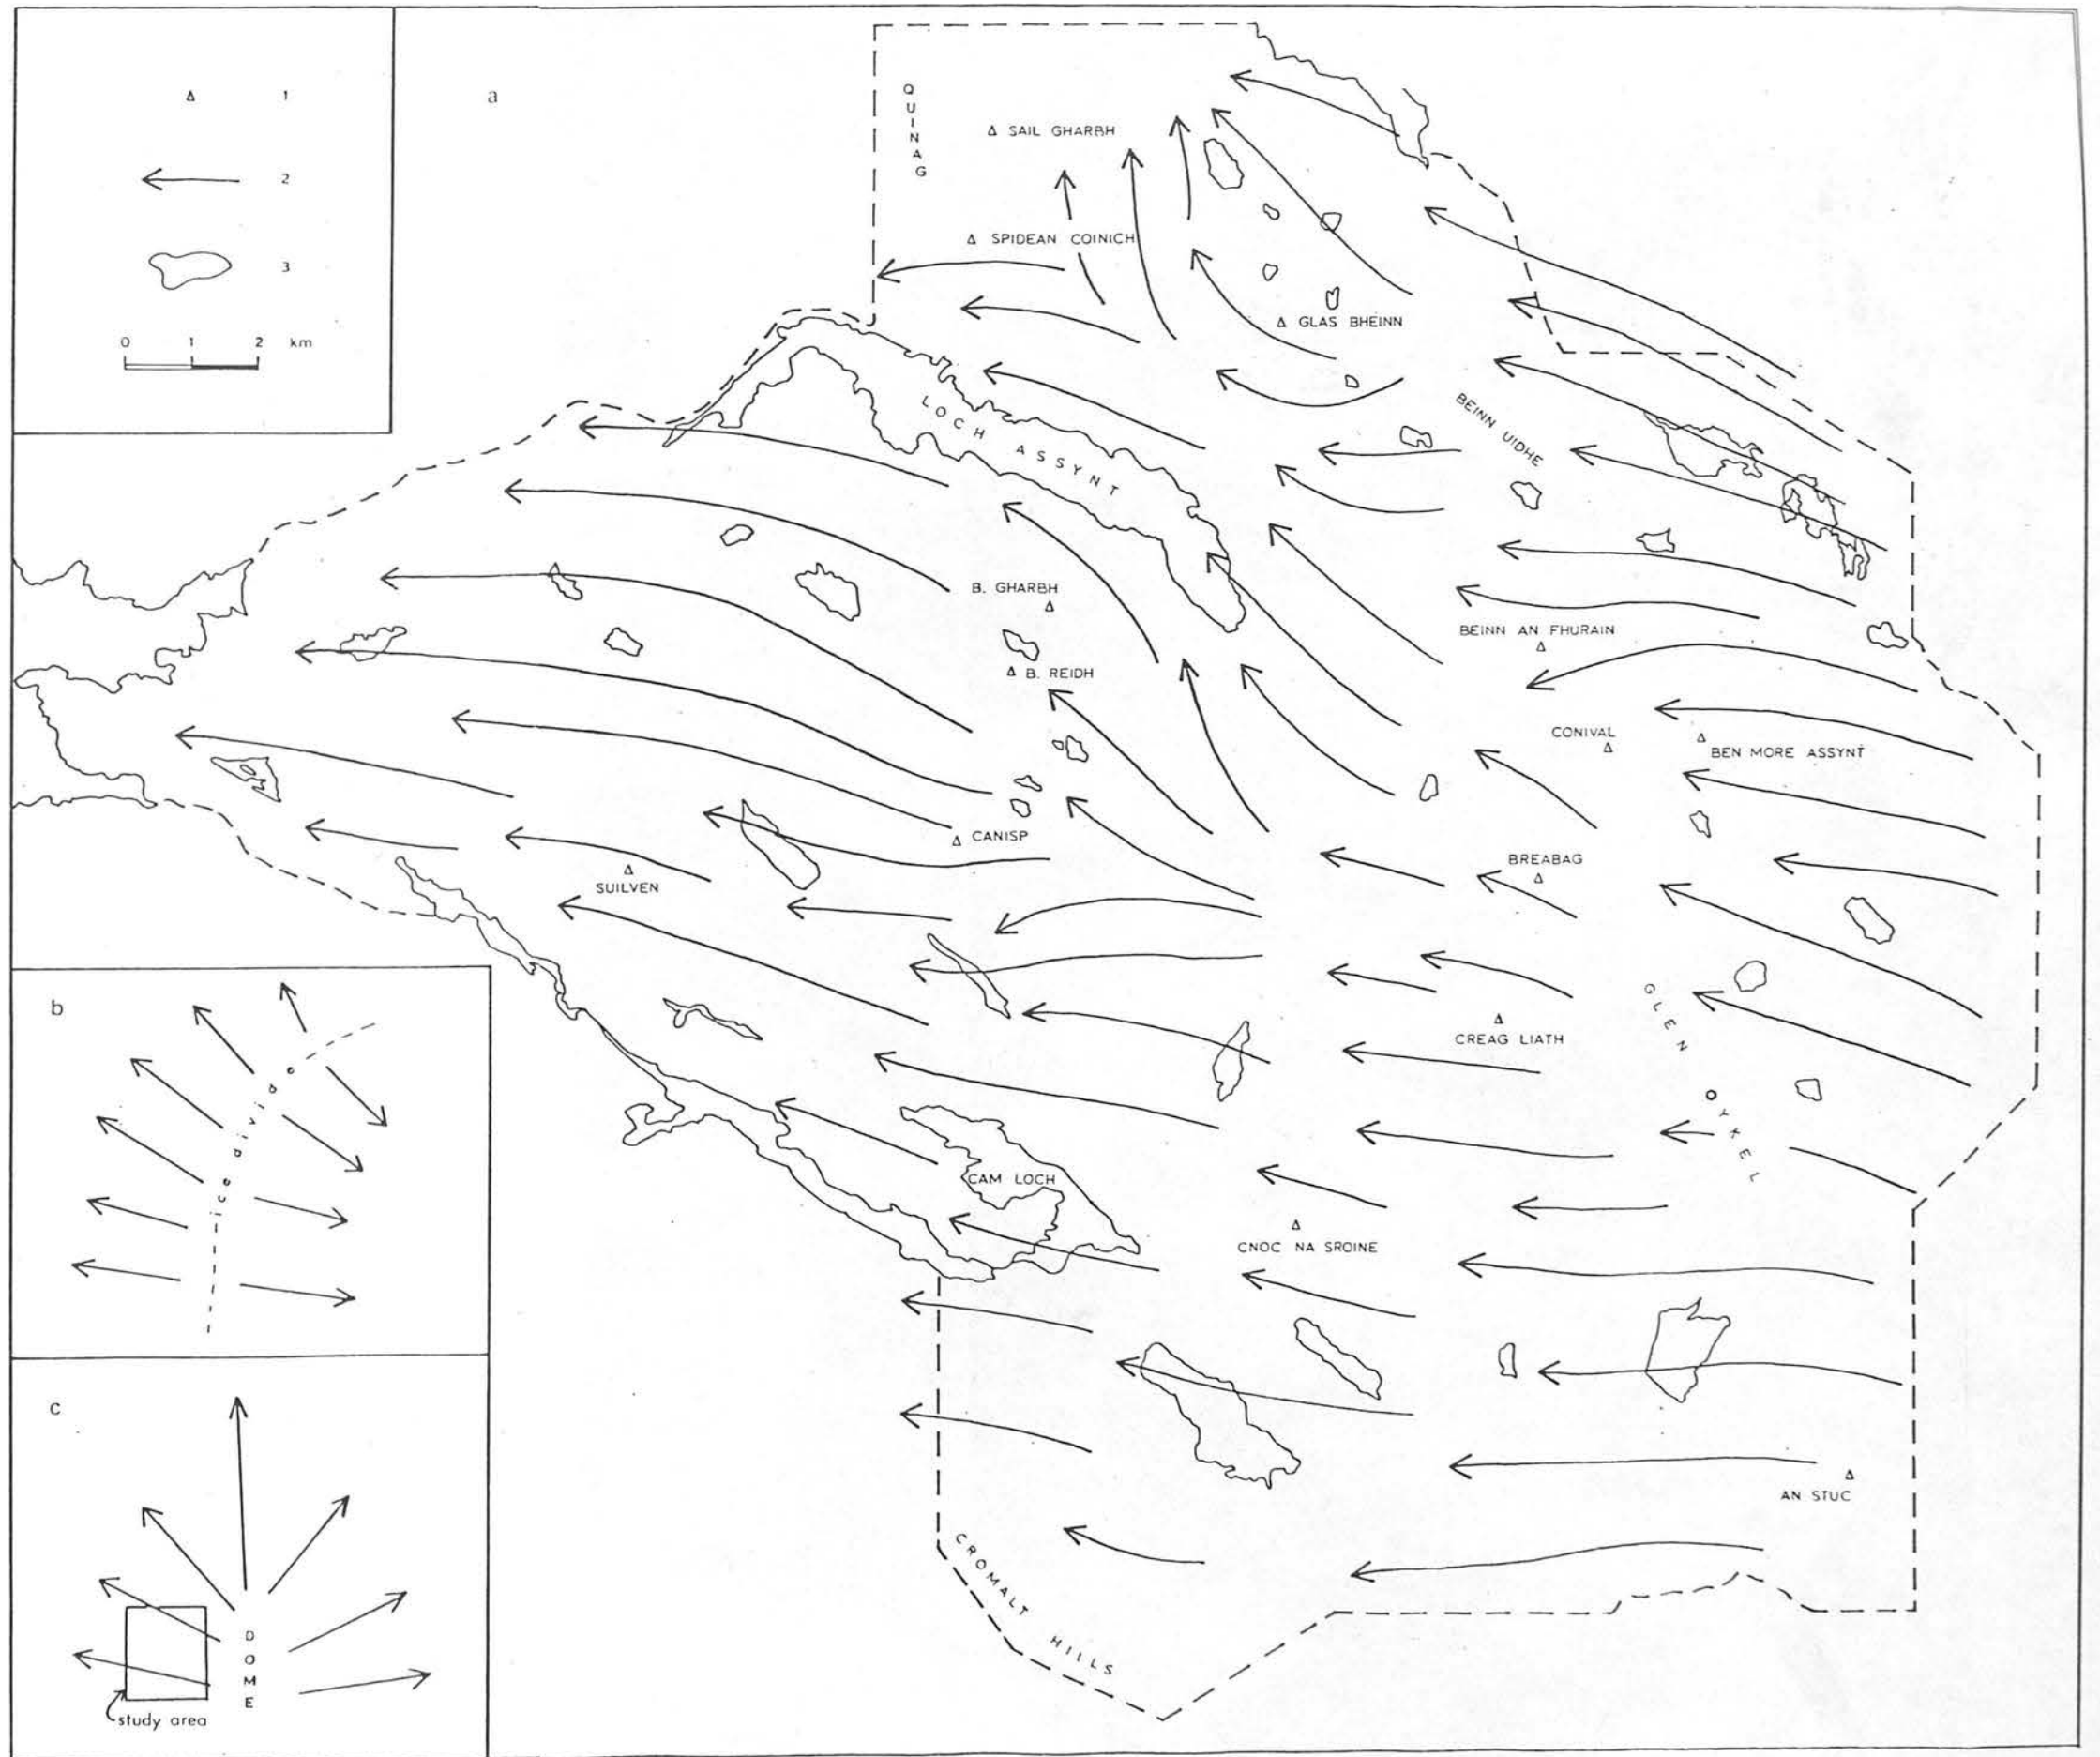 1
2
3
0 1 2 km
a
QUINAG
SAIL GHARBH
SPIDEAN COINICH
GLAS BHEINN
LOCH ASSYNT
BEINN UIDHE
B. GHARBH
B. REIDH
BEINN AN FHURAIN
CONIVAL
BEN MORE ASSYNT
CANISP
SUILVEN
BREABAG
CREAG LIATH
GLEN OYKEL
CAM LOCH
CNOC NA SROINE
AN STUC
CROMALT HILLS
b
ice divide
c
DOME
study area